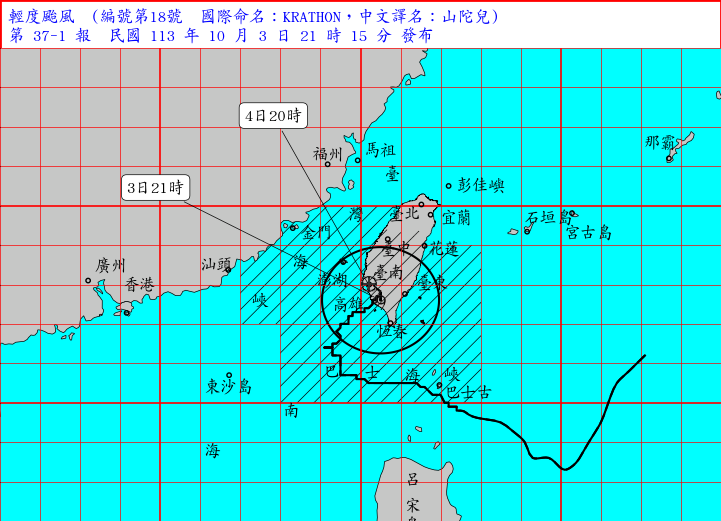 輕度颱風 (編號第18號 國際命名：KRATHON，中文譯名：山陀兒)
第 37-1 報 民國 113 年 10 月 3 日 21 時 15 分 發布
4日20時
那霸
福州
馬祖
臺
3日21時
彭佳嶼
灣
臺北
宜蘭
石垣島
宮古島
金門
臺中
花蓮
廣州
汕頭
海
澎湖
臺南
臺東
香港
峽
高雄
恆春
東沙島
巴
士
海
峽
巴士古
南
海
呂
宋
島